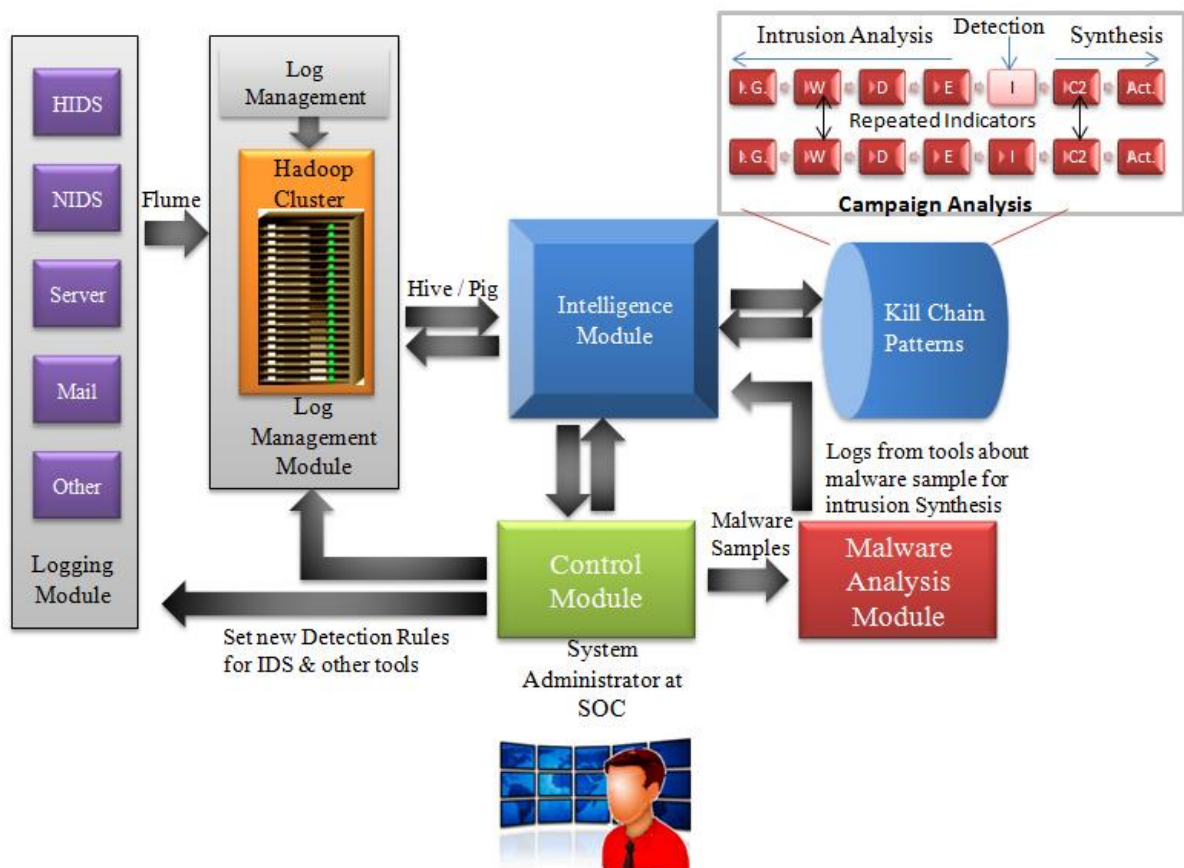 HIDS
NIDS
Server
Mail
Other
Logging
Module
Flume
Log
Management
Hadoop
Cluster
Log
Management
Module
Hive / Pig
Intelligence
Module
Kill Chain
Patterns
Intrusion Analysis
Detection
Synthesis
I. G. W D E I C2 Act.
Repeated Indicators
I. G. W D E I C2 Act.
Campaign Analysis
Logs from tools about
malware sample for
intrusion Synthesis
Malware
Samples
Control
Module
Malware
Analysis
Module
Set new Detection Rules
for IDS & other tools
System
Administrator at
SOC